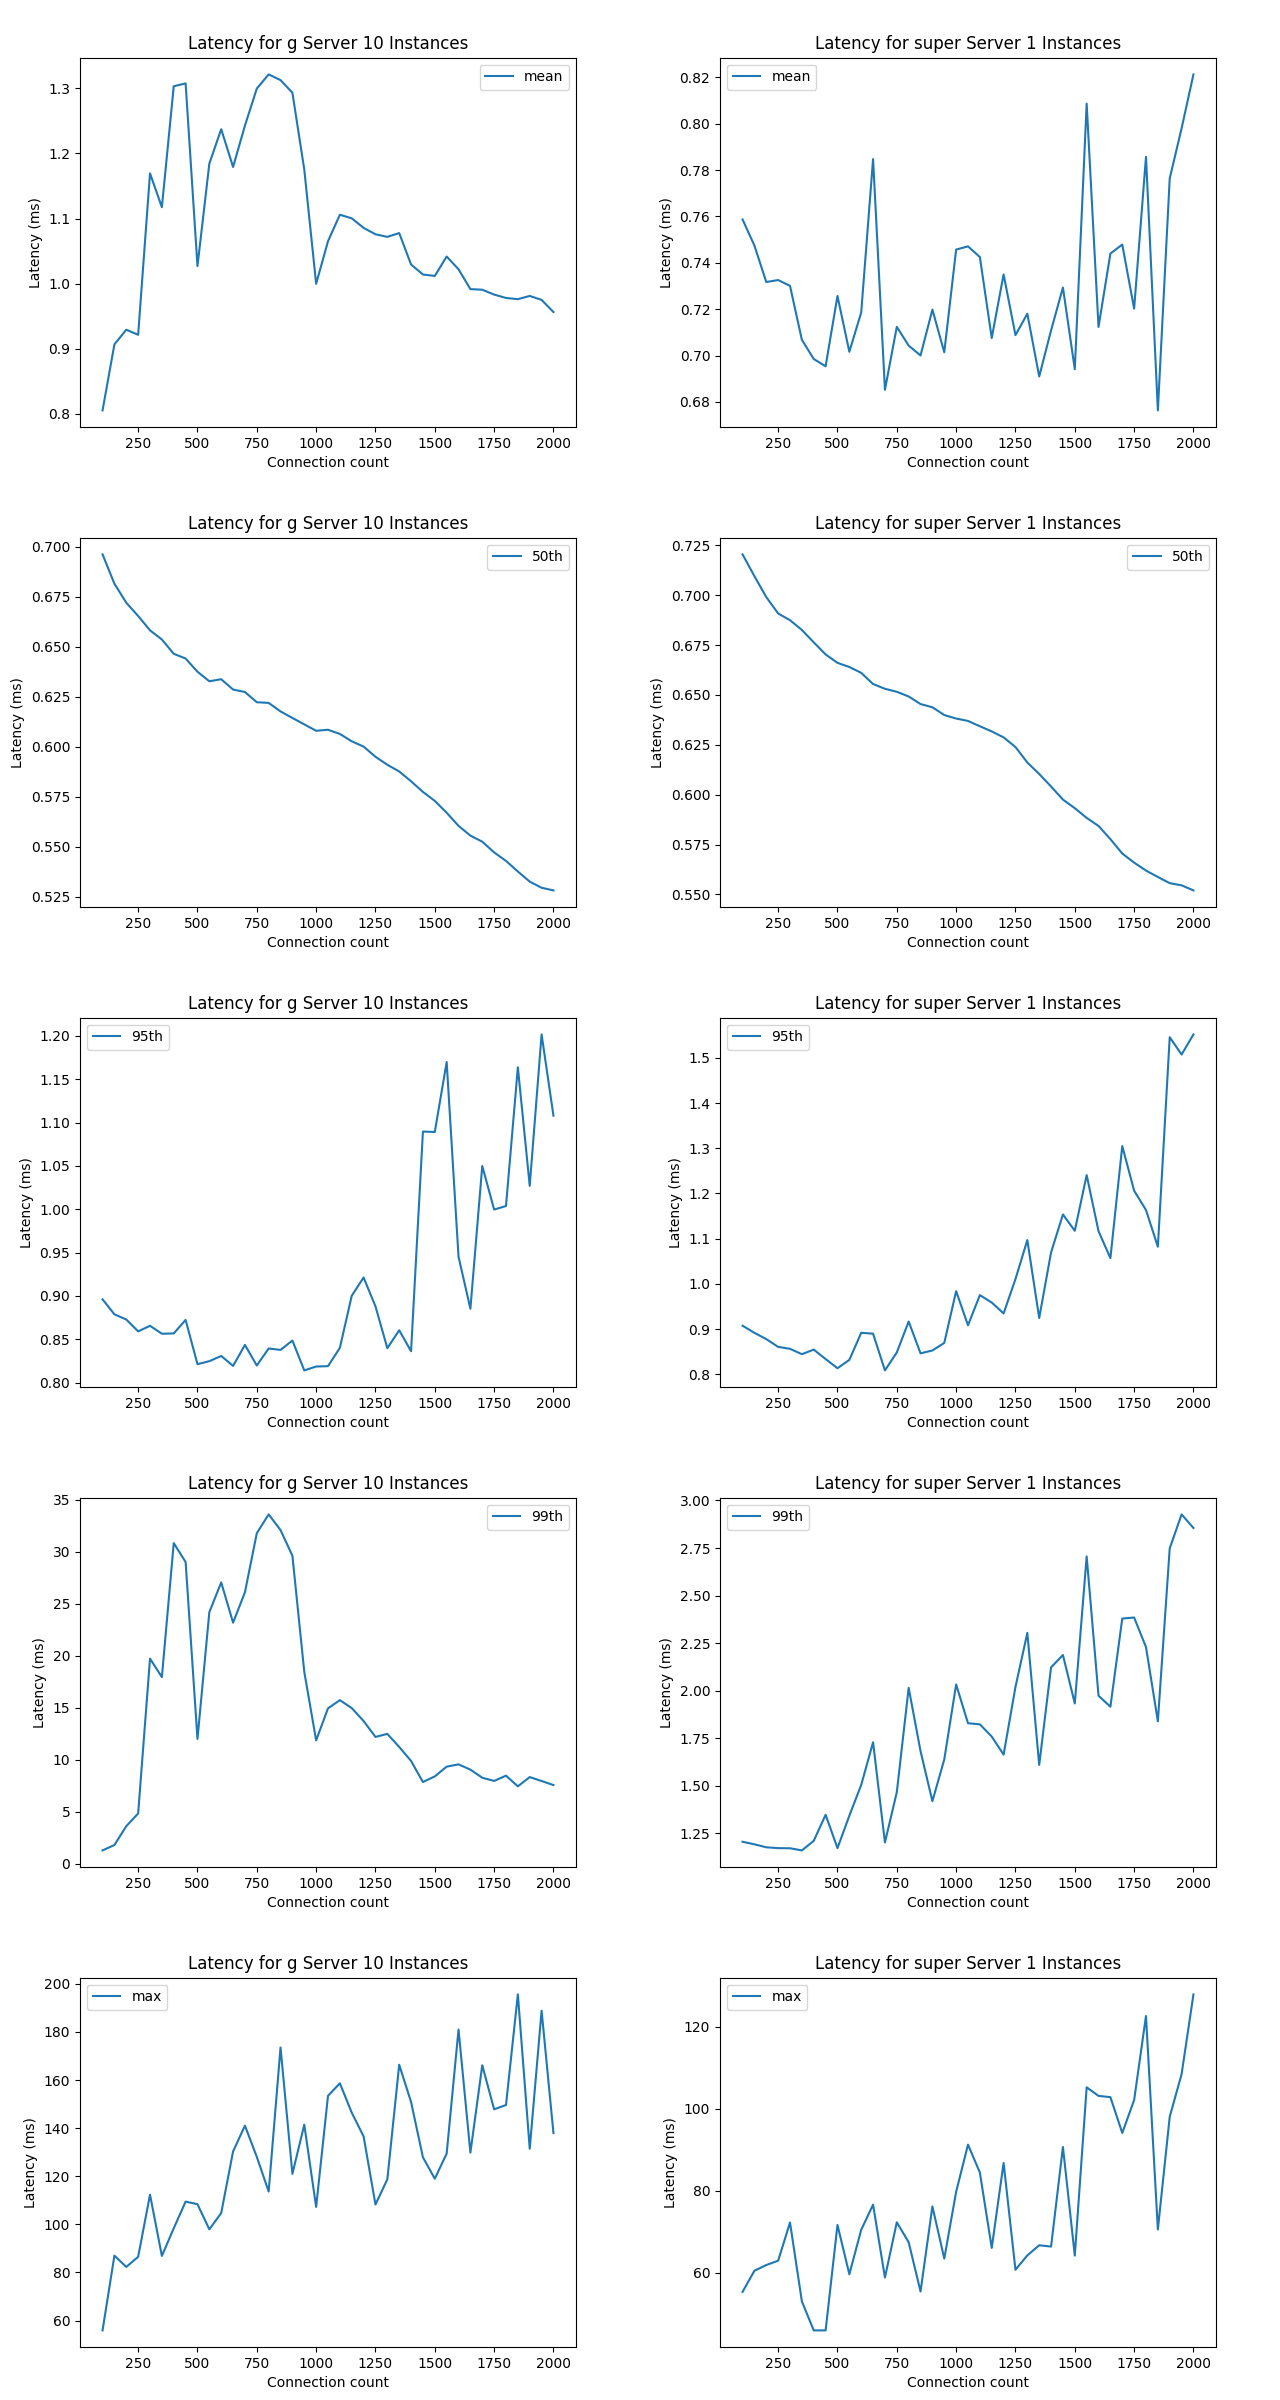 Latency for g Server 10 Instances
mean
1.3
1.2
1.1
1.0
0.9
0.8
Latency (ms)
250 500 750 1000 1250 1500 1750 2000
Connection count
Latency for super Server 1 Instances
mean
0.82
0.80
0.78
0.76
0.74
0.72
0.70
0.68
Latency (ms)
250 500 750 1000 1250 1500 1750 2000
Connection count
Latency for g Server 10 Instances
50th
0.700
0.675
0.650
0.625
0.600
0.575
0.550
0.525
Latency (ms)
250 500 750 1000 1250 1500 1750 2000
Connection count
Latency for super Server 1 Instances
50th
0.725
0.700
0.675
0.650
0.625
0.600
0.575
0.550
Latency (ms)
250 500 750 1000 1250 1500 1750 2000
Connection count
Latency for g Server 10 Instances
95th
1.20
1.15
1.10
1.05
1.00
0.95
0.90
0.85
0.80
Latency (ms)
250 500 750 1000 1250 1500 1750 2000
Connection count
Latency for super Server 1 Instances
95th
1.5
1.4
1.3
1.2
1.1
1.0
0.9
0.8
Latency (ms)
250 500 750 1000 1250 1500 1750 2000
Connection count
Latency for g Server 10 Instances
99th
35
30
25
20
15
10
5
0
Latency (ms)
250 500 750 1000 1250 1500 1750 2000
Connection count
Latency for super Server 1 Instances
99th
3.00
2.75
2.50
2.25
2.00
1.75
1.50
1.25
Latency (ms)
250 500 750 1000 1250 1500 1750 2000
Connection count
Latency for g Server 10 Instances
max
200
180
160
140
120
100
80
60
Latency (ms)
250 500 750 1000 1250 1500 1750 2000
Connection count
Latency for super Server 1 Instances
max
120
100
80
60
Latency (ms)
250 500 750 1000 1250 1500 1750 2000
Connection count